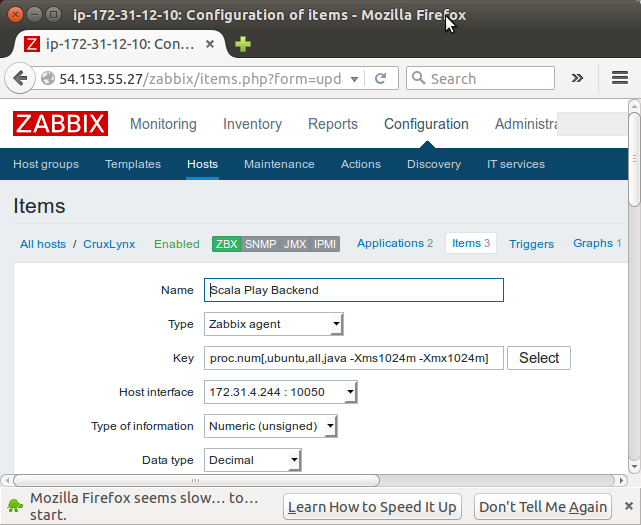 ip-172-31-12-10: Configuration of items - Mozilla Firefox
ip-172-31-12-10: Con...
54.153.55.27/zabbix/items.php?form=upd
Search
ZABBIX Monitoring Inventory Reports Configuration Administra
Host groups Templates Hosts Maintenance Actions Discovery IT services
Items
All hosts / CruxLynx Enabled ZBX SNMP JMX IPMI Applications 2 Items 3 Triggers Graphs 1
Name Scala Play Backend
Type Zabbix agent
Key proc.num[,ubuntu,all,java -Xms1024m -Xmx1024m] Select
Host interface 172.31.4.244 : 10050
Type of information Numeric (unsigned)
Data type Decimal
Mozilla Firefox seems slow... to... start. Learn How to Speed It Up Don't Tell Me Again